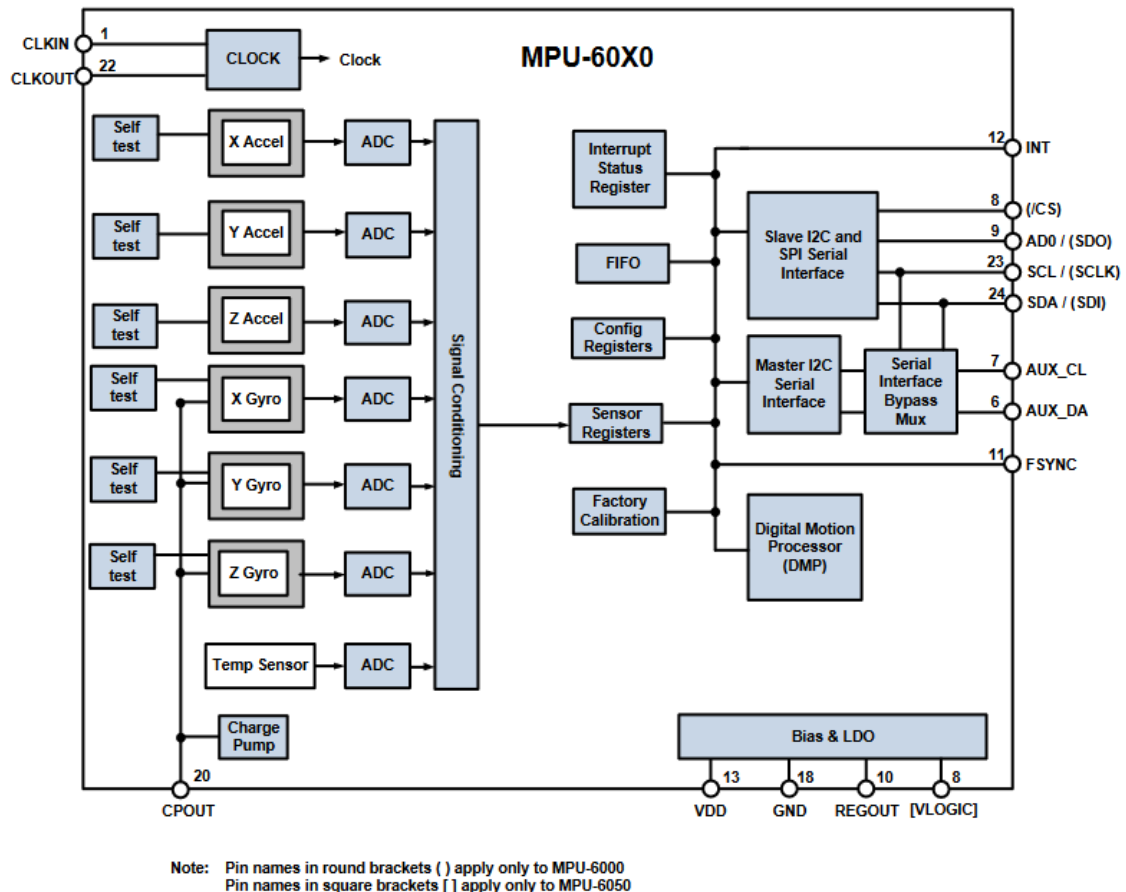 MPU-60X0
1
CLKIN
22
CLKOUT
CLOCK
Clock
Self
test
X Accel
ADC
Self
test
Y Accel
ADC
Self
test
Z Accel
ADC
Self
test
X Gyro
ADC
Self
test
Y Gyro
ADC
Self
test
Z Gyro
ADC
Temp Sensor
ADC
Charge
Pump
20
CPOUT
Signal Conditioning
Interrupt
Status
Register
FIFO
Config
Registers
Sensor
Registers
Factory
Calibration
Slave I2C and
SPI Serial
Interface
Master I2C
Serial
Interface
Serial
Interface
Bypass
Mux
Digital Motion
Processor
(DMP)
12
INT
8
(/CS)
9
AD0 / (SDO)
23
SCL / (SCLK)
24
SDA / (SDI)
7
AUX_CL
6
AUX_DA
11
FSYNC
Bias & LDO
13
VDD
18
GND
10
REGOUT
8
[VLOGIC]
Note: Pin names in round brackets ( ) apply only to MPU-6000
Pin names in square brackets [ ] apply only to MPU-6050